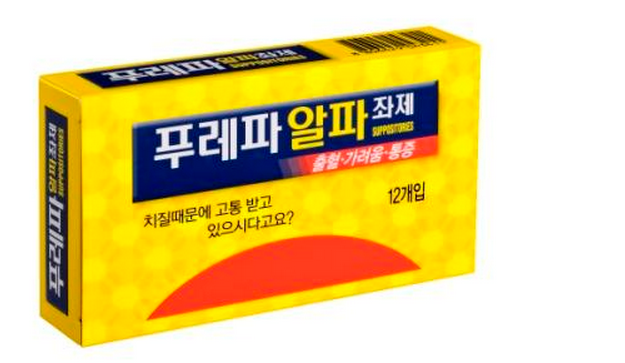 푸레파 알파 좌제
SUPPOSITORIES
푸레파 알파 좌제
SUPPOSITORIES
출혈·가려움·통증
12개입
치질때문에 고통 받고
있으시다고요?
푸레파 알파 좌제
SUPPOSITORIES